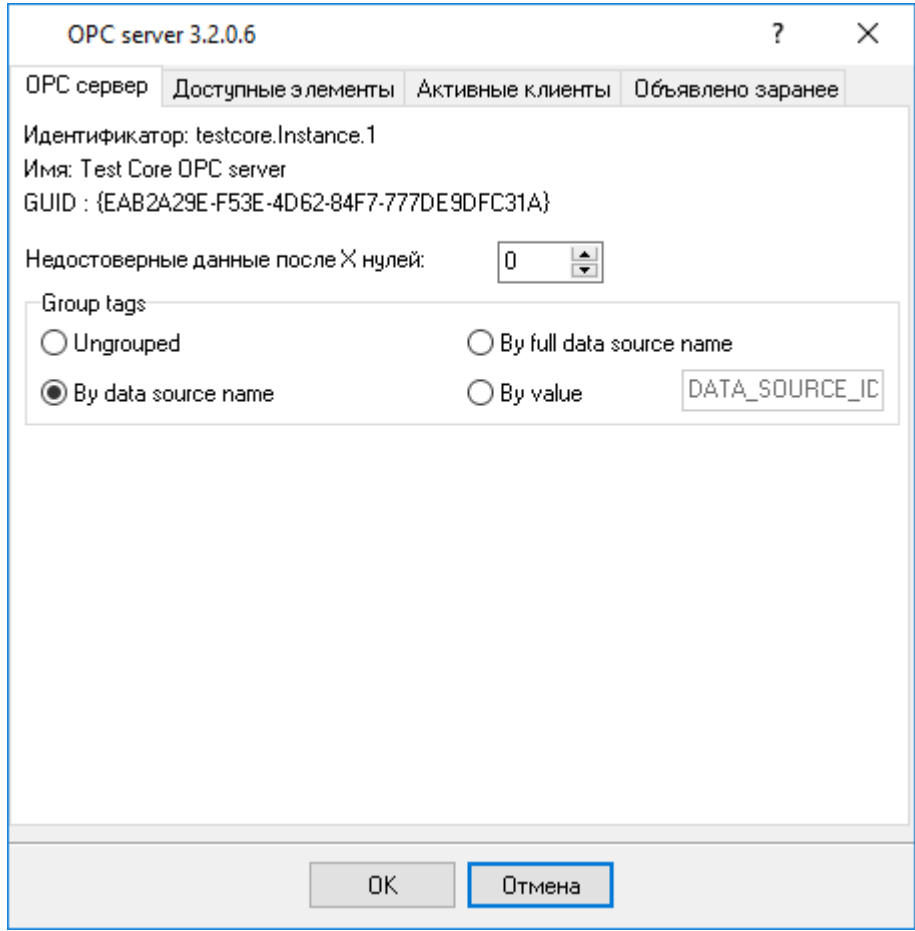 OPC server 3.2.0.6
OPC сервер Доступные элементы Активные клиенты Объявлено заранее
Идентификатор: testcore.Instance.1
Имя: Test Core OPC server
GUID : {EAB2A29E-F53E-4D62-84F7-777DE9DFC31A}
Недостоверные данные после X нулей: 0
Group tags
Ungrouped By full data source name
By data source name By value DATA_SOURCE_ID
OK Отмена